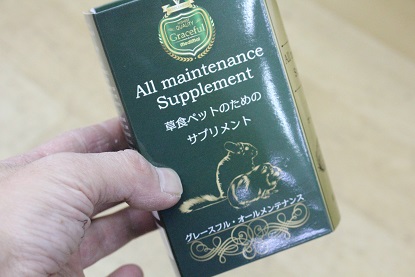 QUALITY
Graceful
All maintenance
Supplement
草食ペットのための
サプリメント
グレースフル・オールメンテナンス